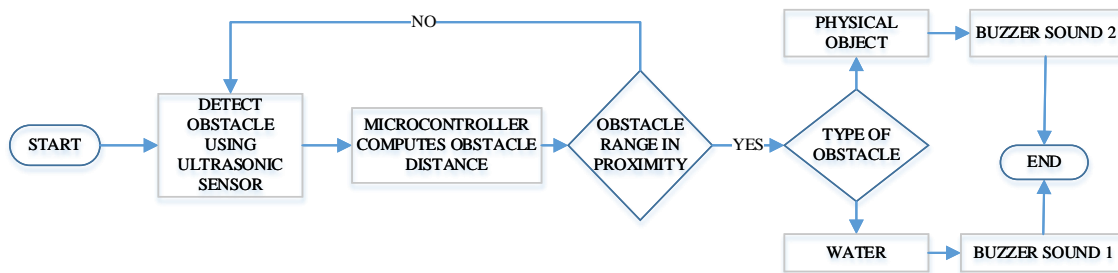 START
DETECT
OBSTACLE
USING
ULTRASONIC
SENSOR
MICROCONTROLLER
COMPUTES OBSTACLE
DISTANCE
NO
OBSTACLE
RANGE IN
PROXIMITY
YES
TYPE OF
OBSTACLE
PHYSICAL
OBJECT
BUZZER SOUND 2
WATER
BUZZER SOUND 1
END